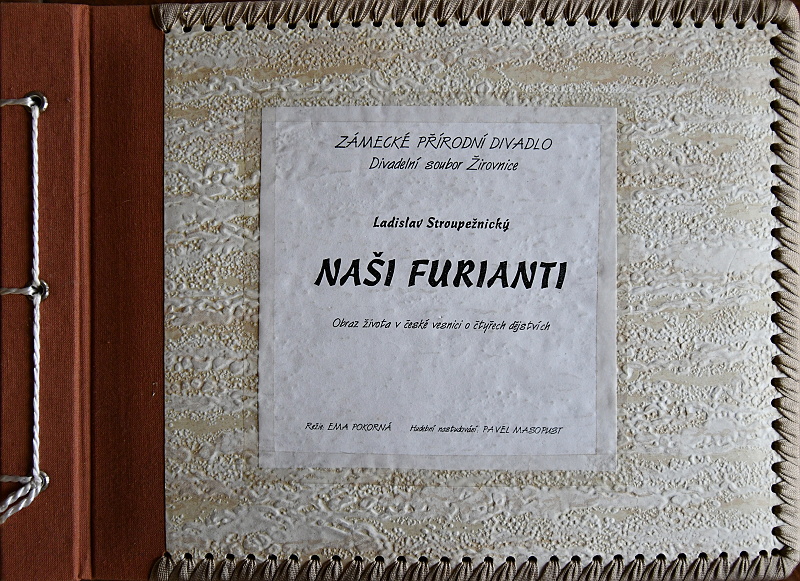 ZÁMECKÉ PŘÍRODNÍ DIVADLO
Divadelní soubor Žirovnice
Ladislav Stroupežnický
NAŠI FURIANTI
Obraz života v české vesnici o čtyřech dějstvích
Režie: EMA POKORNÁ Hudební nastudování: PAVEL MASOPUST